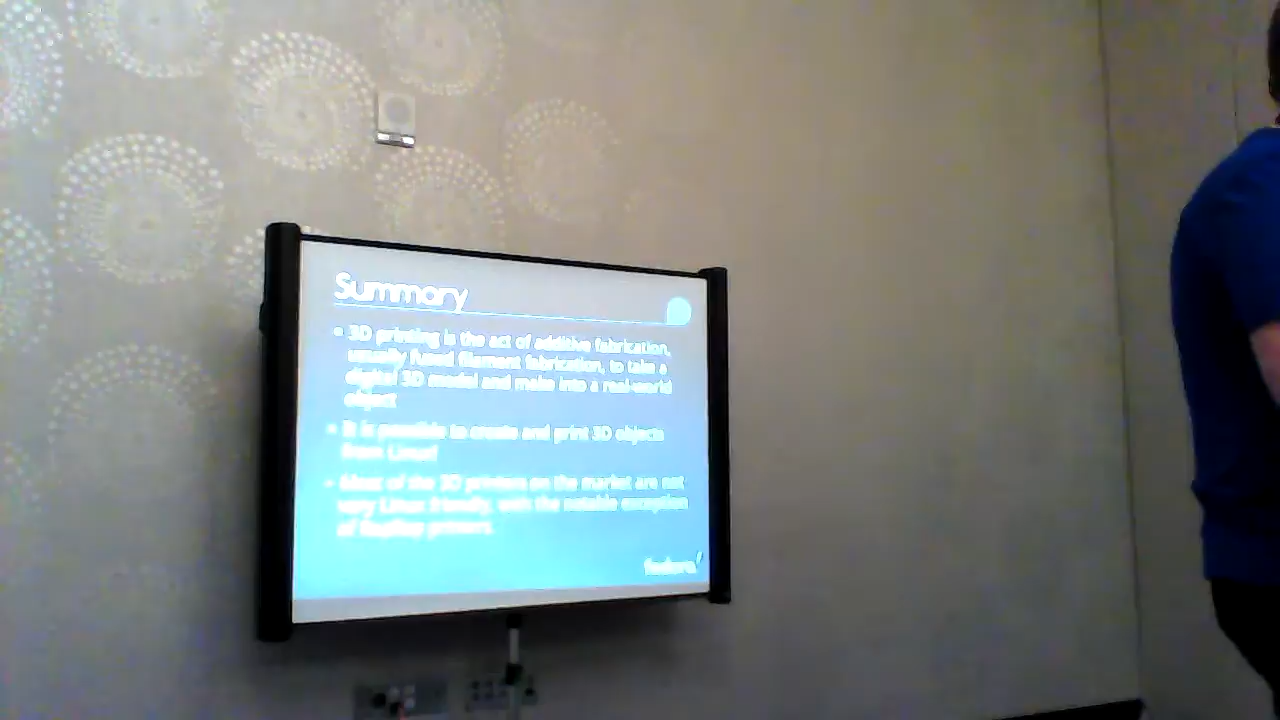 Summary
3D printing is the act of additive fabrication,
usually fused filament fabrication, to take a
digital 3D model and make into a real-world
object
It is possible to create and print 3D objects
from Linux!
Most of the 3D printers on the market are not
very Linux friendly, with the notable exception
of RepRap printers.
fedora